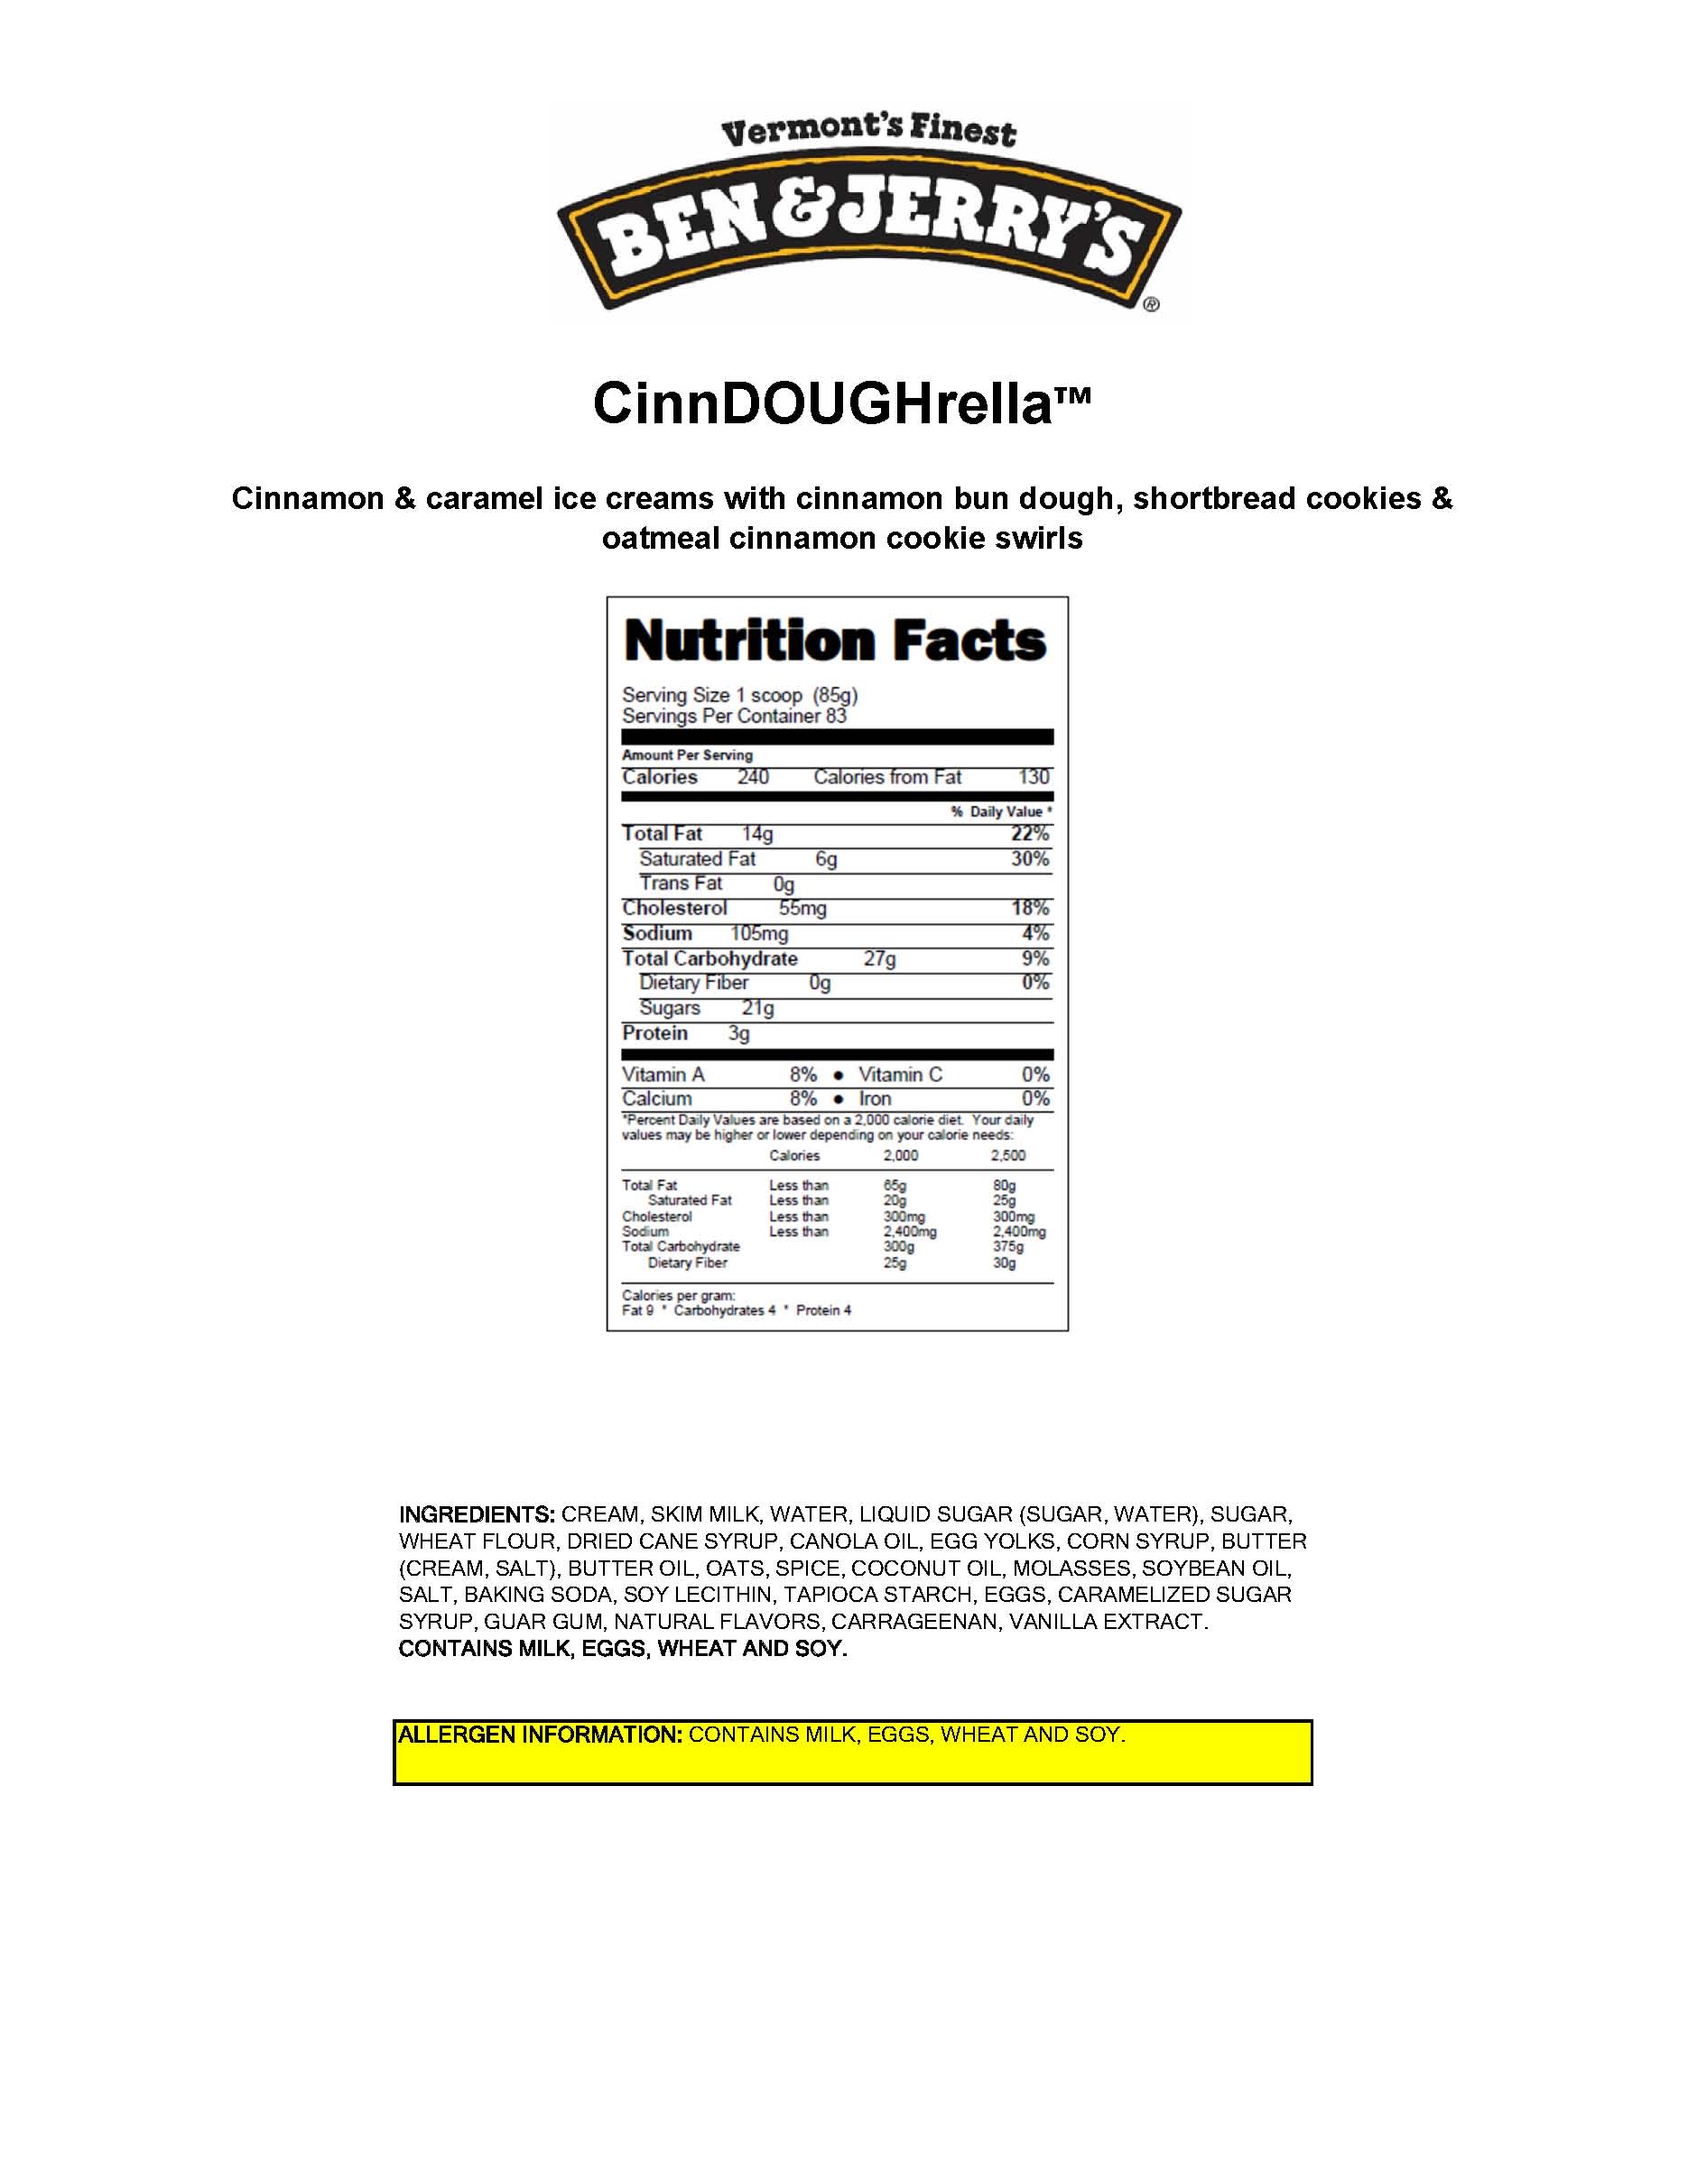 Vermont's Finest
BEN & JERRY'S ®
CinnDOUGHrella™
Cinnamon & caramel ice creams with cinnamon bun dough, shortbread cookies &
oatmeal cinnamon cookie swirls
Nutrition Facts
Serving Size 1 scoop (85g)
Servings Per Container 83
Amount Per Serving
Calories 240 Calories from Fat 130
% Daily Value *
Total Fat 14g 22%
Saturated Fat 6g 30%
Trans Fat 0g
Cholesterol 55mg 18%
Sodium 105mg 4%
Total Carbohydrate 27g 9%
Dietary Fiber 0g 0%
Sugars 21g
Protein 3g
Vitamin A 8% • Vitamin C 0%
Calcium 8% • Iron 0%
*Percent Daily Values are based on a 2,000 calorie diet. Your daily
values may be higher or lower depending on your calorie needs:
Calories 2,000 2,500
Total Fat Less than 65g 80g
Saturated Fat Less than 20g 25g
Cholesterol Less than 300mg 300mg
Sodium Less than 2,400mg 2,400mg
Total Carbohydrate 300g 375g
Dietary Fiber 25g 30g
Calories per gram:
Fat 9 * Carbohydrates 4 * Protein 4
INGREDIENTS: CREAM, SKIM MILK, WATER, LIQUID SUGAR (SUGAR, WATER), SUGAR,
WHEAT FLOUR, DRIED CANE SYRUP, CANOLA OIL, EGG YOLKS, CORN SYRUP, BUTTER
(CREAM, SALT), BUTTER OIL, OATS, SPICE, COCONUT OIL, MOLASSES, SOYBEAN OIL,
SALT, BAKING SODA, SOY LECITHIN, TAPIOCA STARCH, EGGS, CARAMELIZED SUGAR
SYRUP, GUAR GUM, NATURAL FLAVORS, CARRAGEENAN, VANILLA EXTRACT.
CONTAINS MILK, EGGS, WHEAT AND SOY.
ALLERGEN INFORMATION: CONTAINS MILK, EGGS, WHEAT AND SOY.